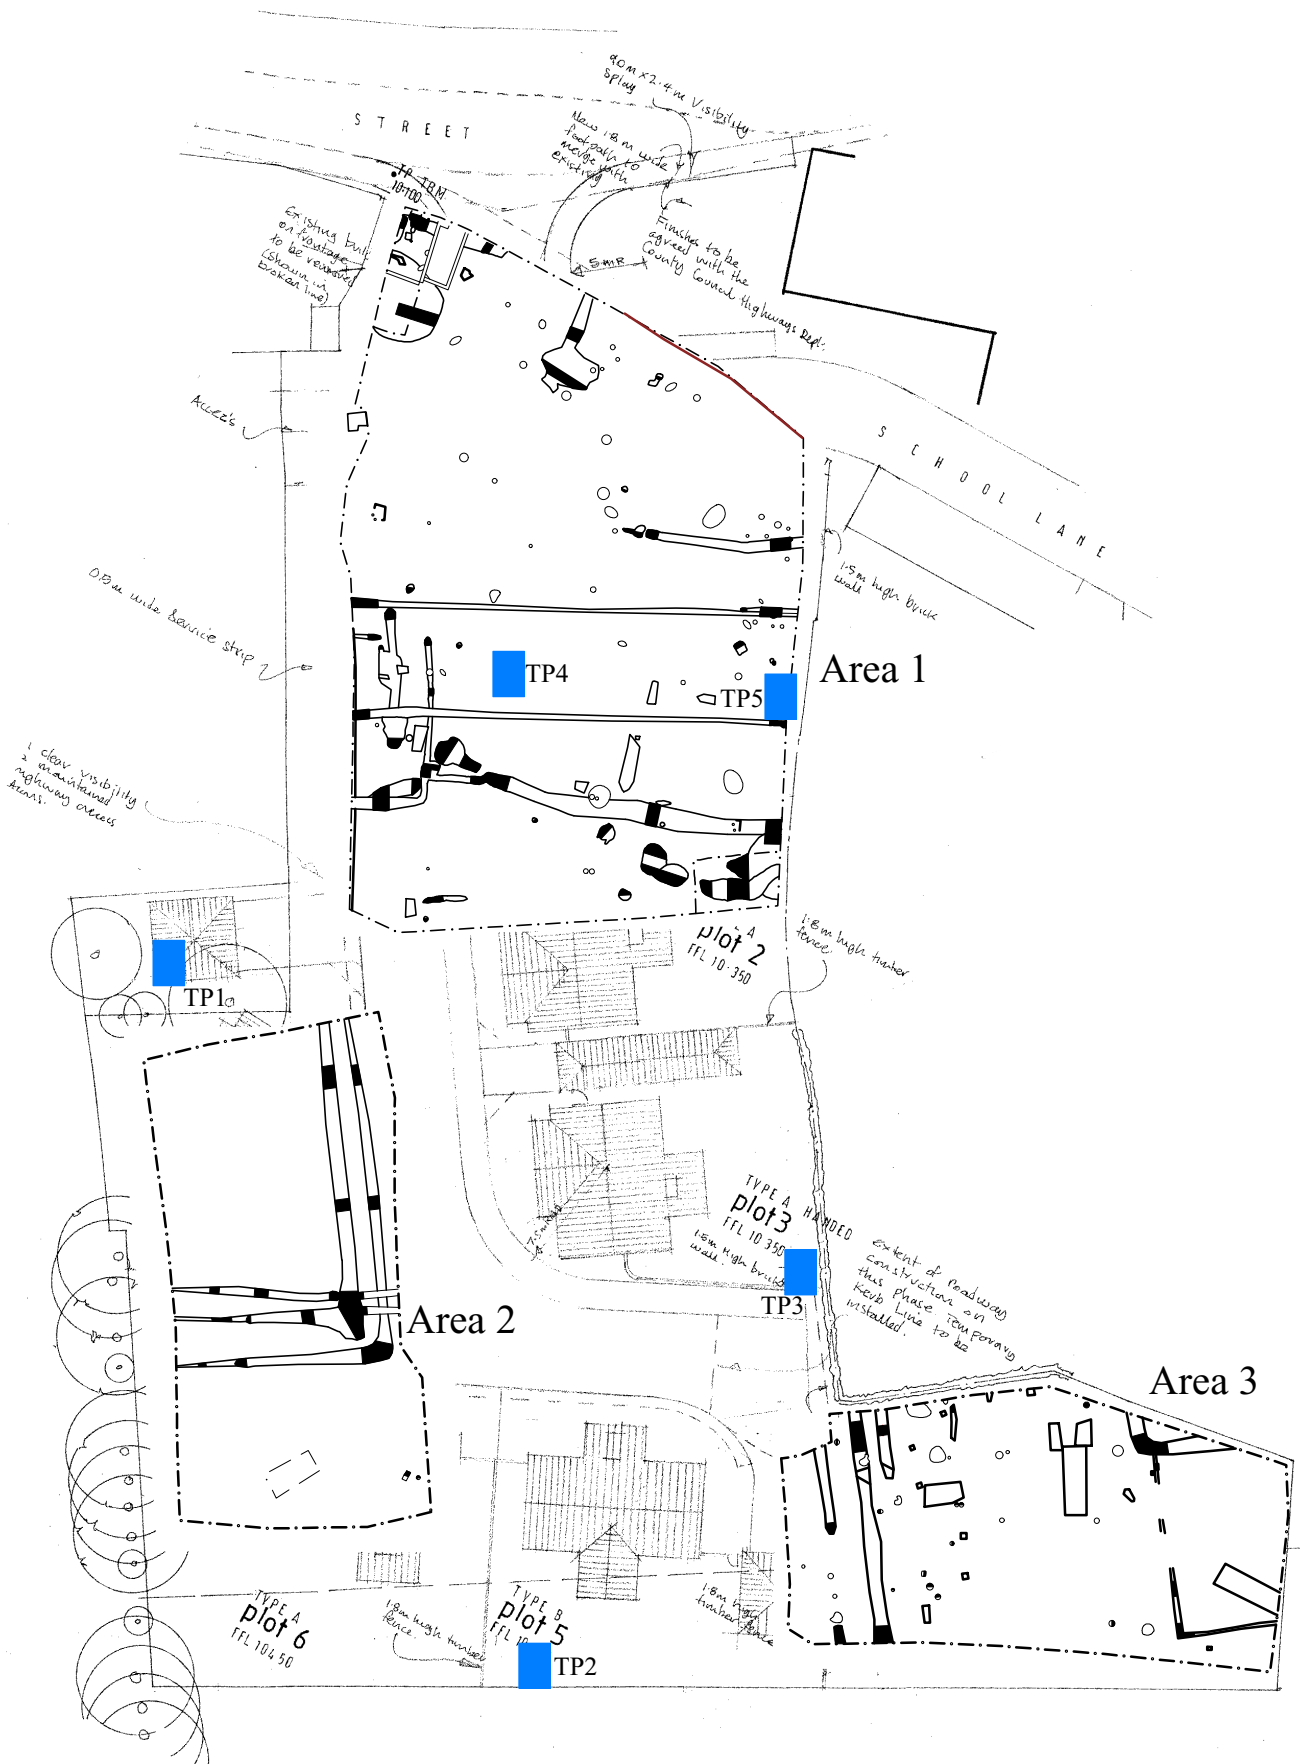 90m x 2.4m Visibility
Splay
STREET
New 1.8m wide
footpath to
merge with
existing
TP TBM
10.100
Existing
on frontage
to be removed
(shown in
broken line)
Finishes to be
agreed with the
County Council Highways Dept.
5mR
Access
SCHOOL LANE
1.5m high brick
wall
wide Service strip
Area 1
TP4
TP5
clear visibility
maintained
highway access
1.8m high timber
fence
A
plot 2
FFL 10.350
TP1
TYPE A HANDED
plot 3
FFL 10.350
1.8m high brick
wall
TP3
extent of roadway
construction on
this phase Temporary
Kerb Line to be
installed.
Area 2
Area 3
TYPE A
plot 6
FFL 10.450
1.8m high timber
fence
TYPE B
plot 5
FFL 10
1.8m high
timber fence
TP2